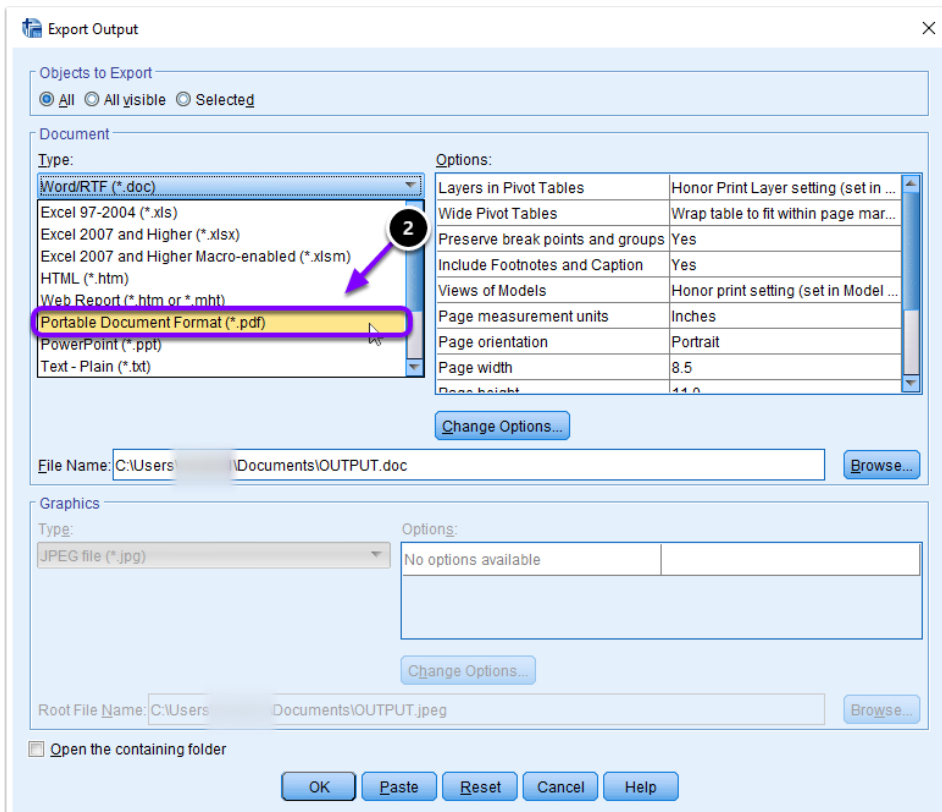 Export Output
Objects to Export
All All visible Selected
Document
Type:
Word/RTF (*.doc)
Excel 97-2004 (*.xls)
Excel 2007 and Higher (*.xlsx)
Excel 2007 and Higher Macro-enabled (*.xlsm)
HTML (*.htm)
Web Report (*.htm or *.mht)
Portable Document Format (*.pdf)
PowerPoint (*.ppt)
Text - Plain (*.txt)
2
Options:
Layers in Pivot Tables Honor Print Layer setting (set in ...
Wide Pivot Tables Wrap table to fit within page mar...
Preserve break points and groups Yes
Include Footnotes and Caption Yes
Views of Models Honor print setting (set in Model ...
Page measurement units Inches
Page orientation Portrait
Page width 8.5
Page height 11.0
Change Options...
File Name: C:\Users\ \Documents\OUTPUT.doc Browse...
Graphics
Type:
JPEG file (*.jpg)
Options:
No options available
Change Options...
Root File Name: C:\Users Documents\OUTPUT.jpeg Browse...
Open the containing folder
OK Paste Reset Cancel Help